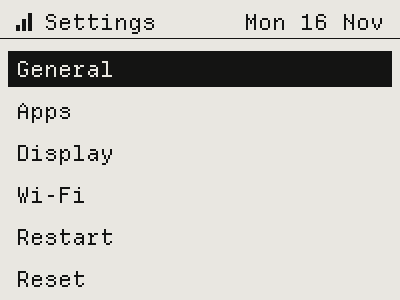 Settings Mon 16 Nov
General
Apps
Display
Wi-Fi
Restart
Reset